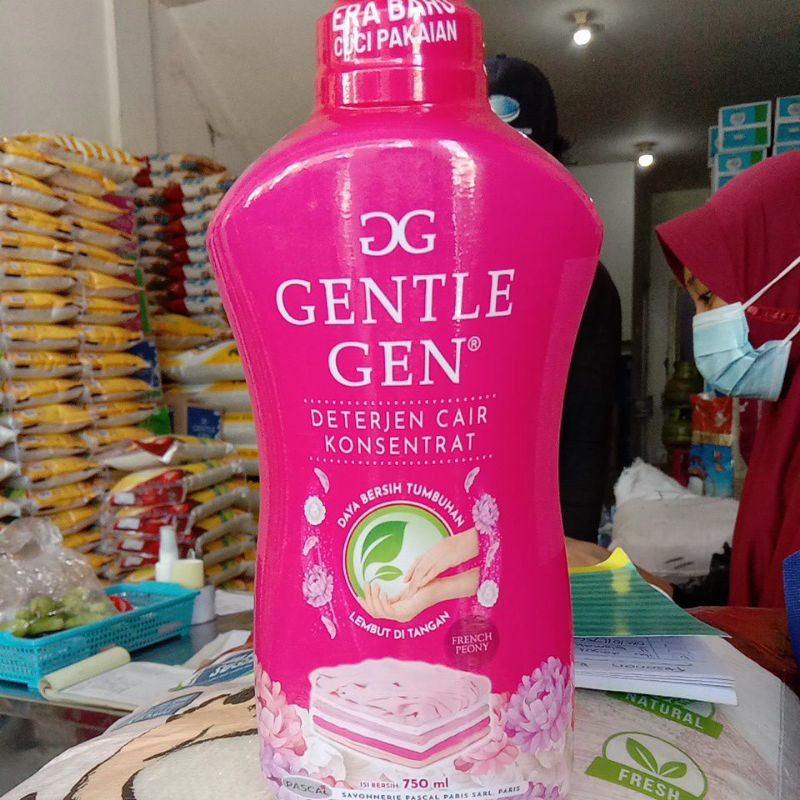 ERA BARU
CUCI PAKAIAN
GG
GENTLE
GEN®
DETERJEN CAIR
KONSENTRAT
DAYA BERSIH TUMBUHAN
LEMBUT DI TANGAN
FRENCH
PEONY
PASCAL
ISI BERSIH: 750 ml
SAVONNERIE PASCAL PARIS SARL, PARIS
NATURAL
FRESH
GENTLE